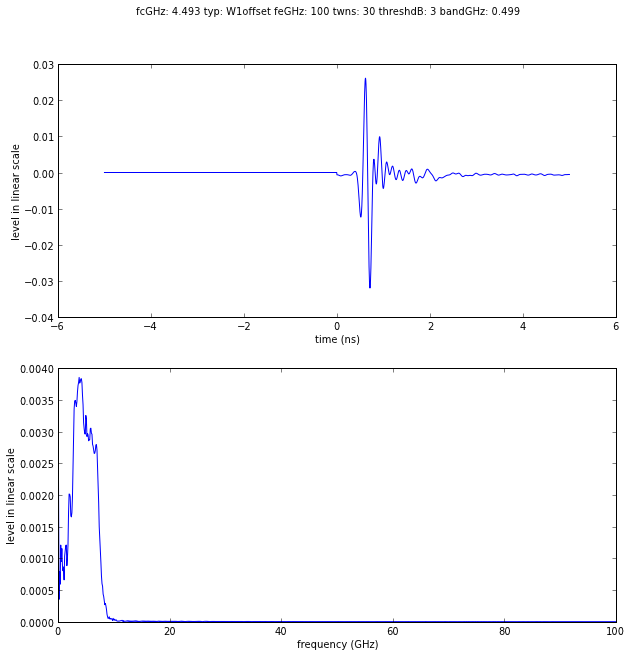 fcGHz: 4.493 typ: W1offset feGHz: 100 twns: 30 threshdB: 3 bandGHz: 0.499
0.03
0.02
0.01
0.00
−0.01
−0.02
−0.03
−0.04
level in linear scale
−6 −4 −2 0 2 4 6
time (ns)
0.0040
0.0035
0.0030
0.0025
0.0020
0.0015
0.0010
0.0005
0.0000
level in linear scale
0 20 40 60 80 100
frequency (GHz)